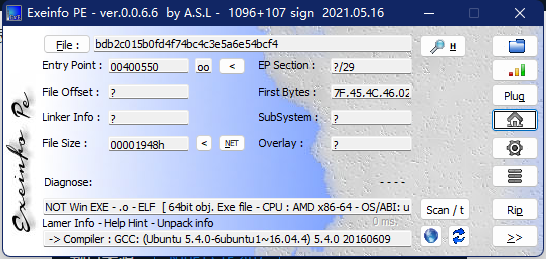 Exeinfo PE - ver.0.0.6.6 by A.S.L - 1096+107 sign 2021.05.16
File : bdb2c015b0fd4f74bc4c3e5a6e54bcf4 H
Entry Point : 00400550 oo < EP Section : ?/29
File Offset : ? First Bytes : 7F.45.4C.46.02
Plug
Linker Info : ? SubSystem : ?
File Size : 00001948h < NET Overlay : ?
Exeinfo Pe
Diagnose: - - - -
NOT Win EXE - .o - ELF [ 64bit obj. Exe file - CPU : AMD x86-64 - OS/ABI: u Scan / t Rip
Lamer Info - Help Hint - Unpack info 0 ms.
-> Compiler : GCC: (Ubuntu 5.4.0-6ubuntu1~16.04.4) 5.4.0 20160609 >>